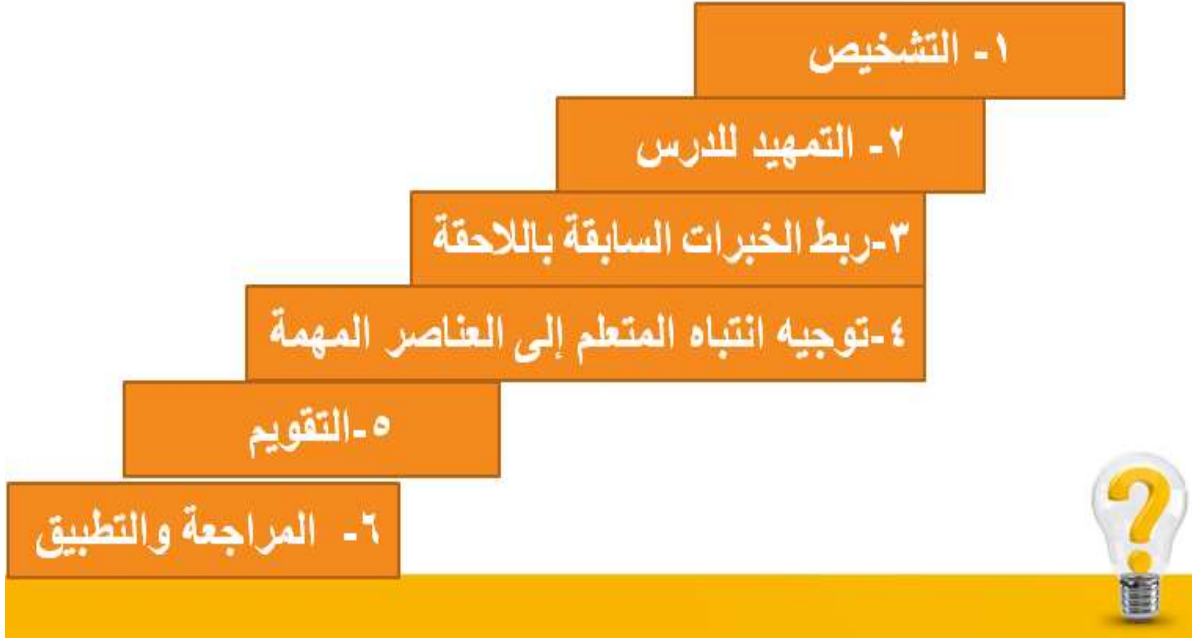 ١- التشخيص
٢- التمهيد للدرس
٣-ربط الخبرات السابقة باللاحقة
٤-توجيه انتباه المتعلم إلى العناصر المهمة
٥-التقويم
٦- المراجعة والتطبيق
?